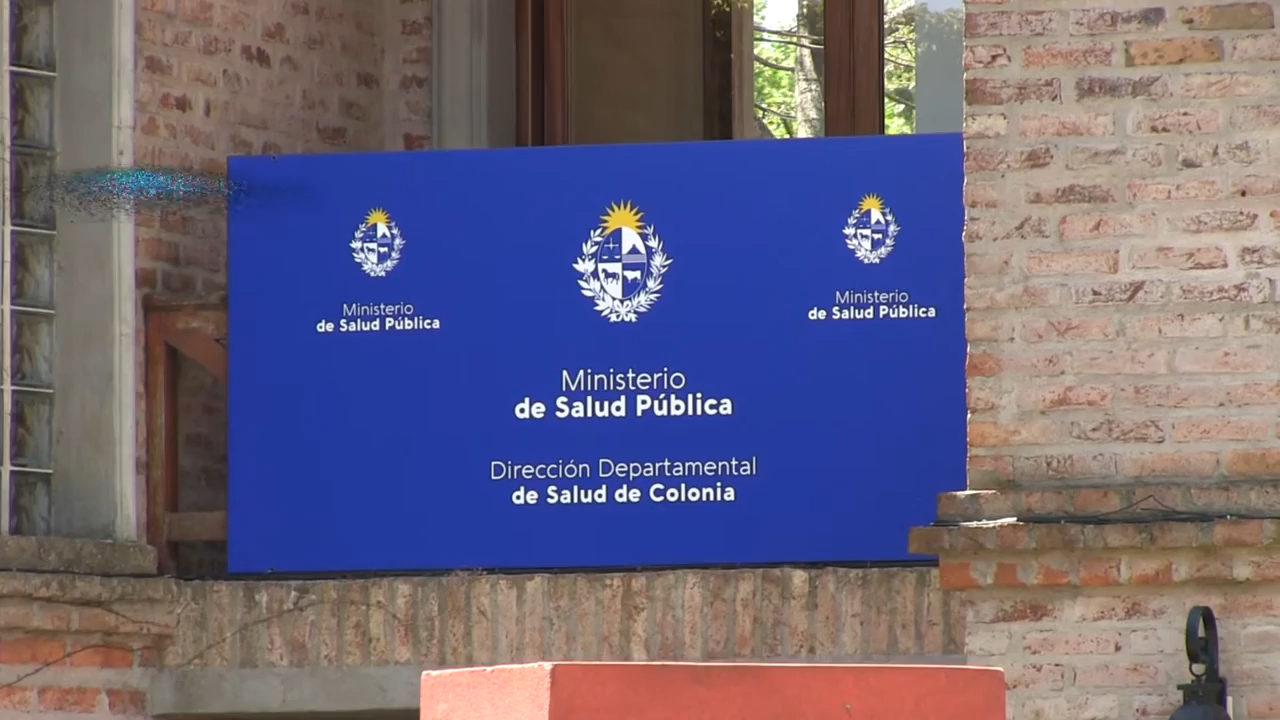 Ministerio
de Salud Pública
Ministerio
de Salud Pública
Ministerio
de Salud Pública
Dirección Departamental
de Salud de Colonia